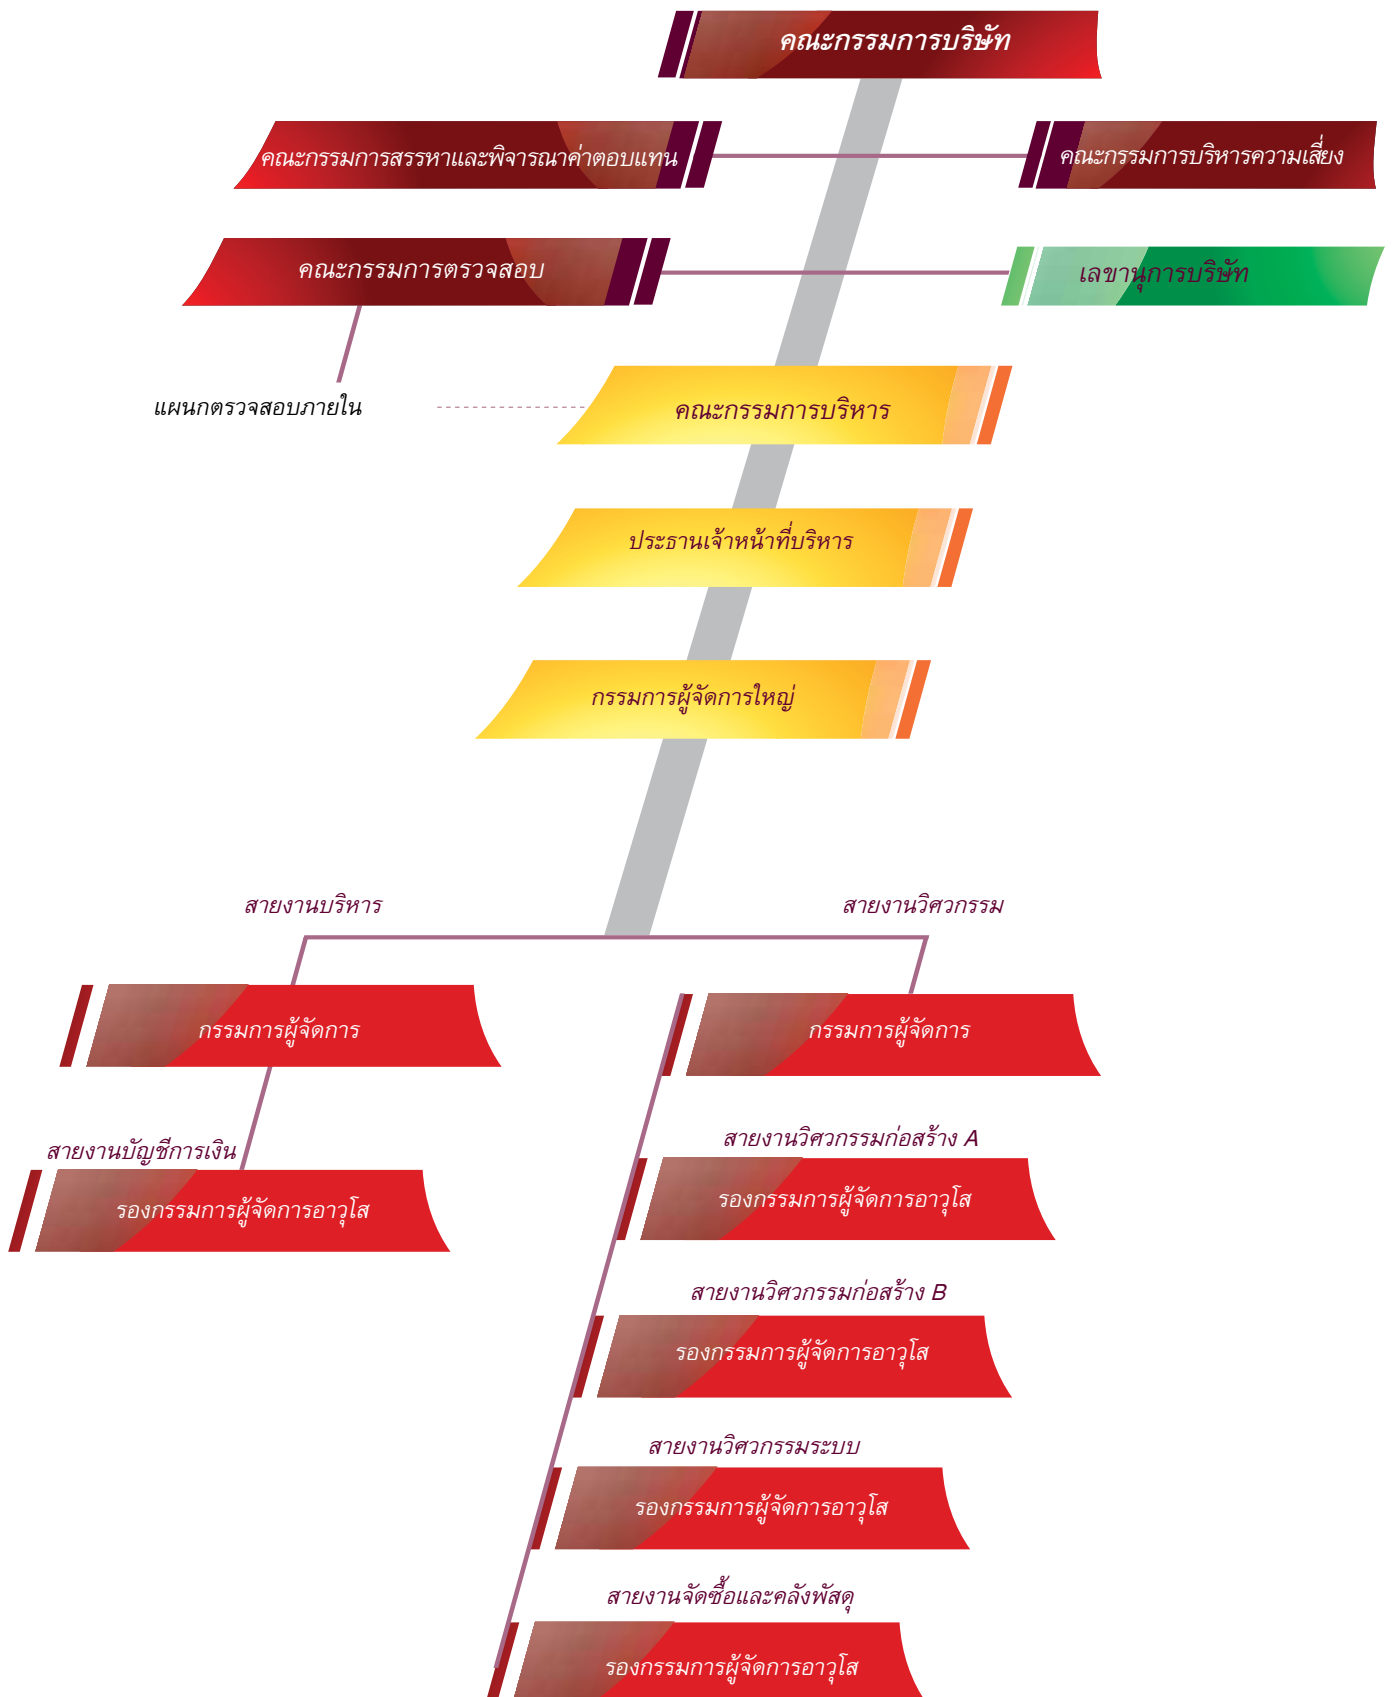 คณะกรรมการบริษัท
คณะกรรมการสรรหาและพิจารณาค่าตอบแทน
คณะกรรมการบริหารความเสี่ยง
คณะกรรมการตรวจสอบ
เลขานุการบริษัท
แผนกตรวจสอบภายใน
คณะกรรมการบริหาร
ประธานเจ้าหน้าที่บริหาร
กรรมการผู้จัดการใหญ่
สายงานบริหาร
สายงานวิศวกรรม
กรรมการผู้จัดการ
กรรมการผู้จัดการ
สายงานบัญชีการเงิน
รองกรรมการผู้จัดการอาวุโส
สายงานวิศวกรรมก่อสร้าง A
รองกรรมการผู้จัดการอาวุโส
สายงานวิศวกรรมก่อสร้าง B
รองกรรมการผู้จัดการอาวุโส
สายงานวิศวกรรมระบบ
รองกรรมการผู้จัดการอาวุโส
สายงานจัดซื้อและคลังพัสดุ
รองกรรมการผู้จัดการอาวุโส